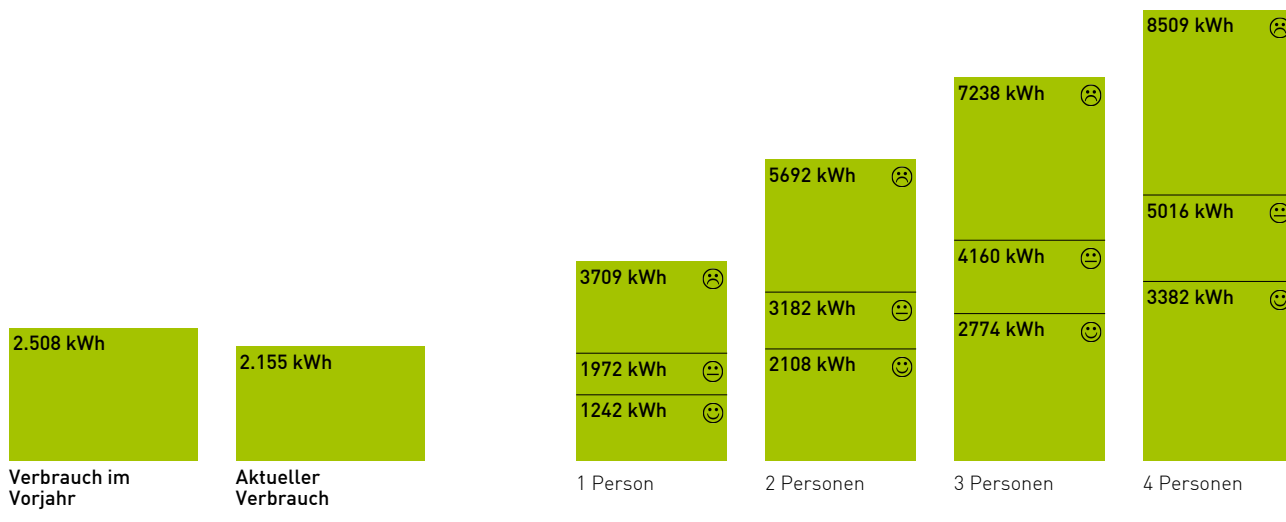 2.508 kWh
Verbrauch im
Vorjahr
2.155 kWh
Aktueller
Verbrauch
3709 kWh
1972 kWh
1242 kWh
1 Person
5692 kWh
3182 kWh
2108 kWh
2 Personen
7238 kWh
4160 kWh
2774 kWh
3 Personen
8509 kWh
5016 kWh
3382 kWh
4 Personen